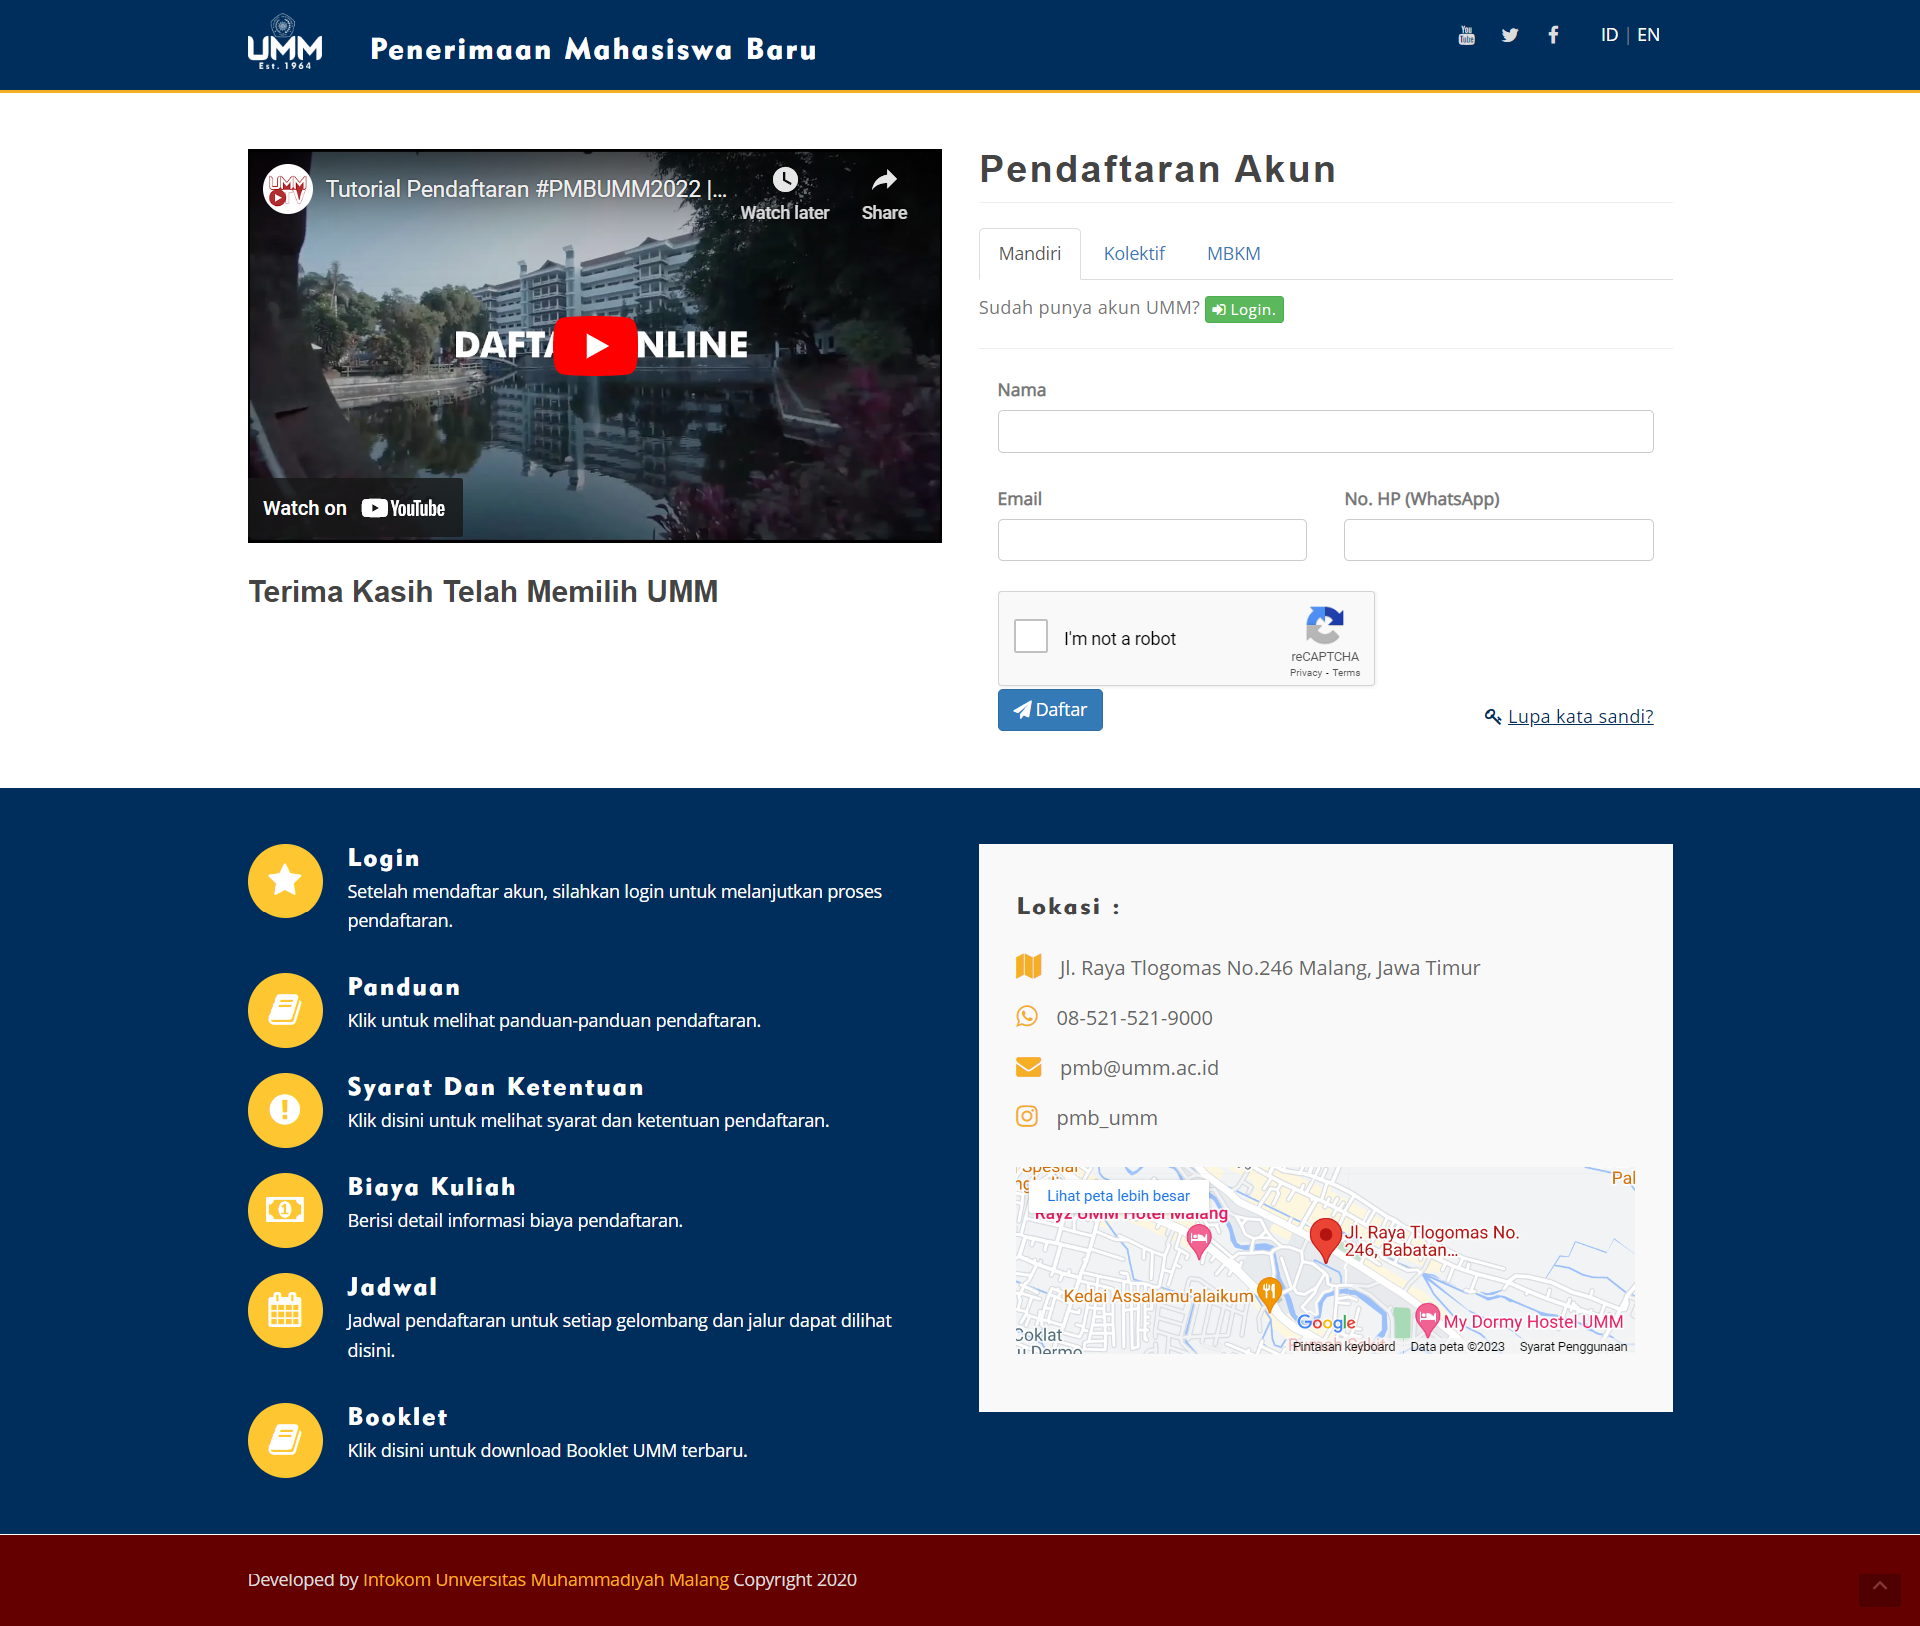 UMM
Est. 1964
Penerimaan Mahasiswa Baru
You Tube
ID | EN
UMM TV
Tutorial Pendaftaran #PMBUMM2022 |...
Watch later
Share
DAFTA NLINE
Watch on YouTube
Terima Kasih Telah Memilih UMM
Pendaftaran Akun
Mandiri Kolektif MBKM
Sudah punya akun UMM? Login.
Nama
Email
No. HP (WhatsApp)
I'm not a robot
reCAPTCHA
Privacy - Terms
Daftar
Lupa kata sandi?
Login
Setelah mendaftar akun, silahkan login untuk melanjutkan proses
pendaftaran.
Panduan
Klik untuk melihat panduan-panduan pendaftaran.
Syarat Dan Ketentuan
Klik disini untuk melihat syarat dan ketentuan pendaftaran.
Biaya Kuliah
Berisi detail informasi biaya pendaftaran.
Jadwal
Jadwal pendaftaran untuk setiap gelombang dan jalur dapat dilihat
disini.
Booklet
Klik disini untuk download Booklet UMM terbaru.
Lokasi :
Jl. Raya Tlogomas No.246 Malang, Jawa Timur
08-521-521-9000
pmb@umm.ac.id
pmb_umm
Spesial
Pal
Lihat peta lebih besar
Rayz UMM Hotel Malang
Jl. Raya Tlogomas No.
246, Babatan...
Kedai Assalamu'alaikum
Google
My Dormy Hostel UMM
Coklat
u Dermo
Pintasan keyboard Data peta ©2023 Syarat Penggunaan
Developed by Infokom Universitas Muhammadiyah Malang Copyright 2020